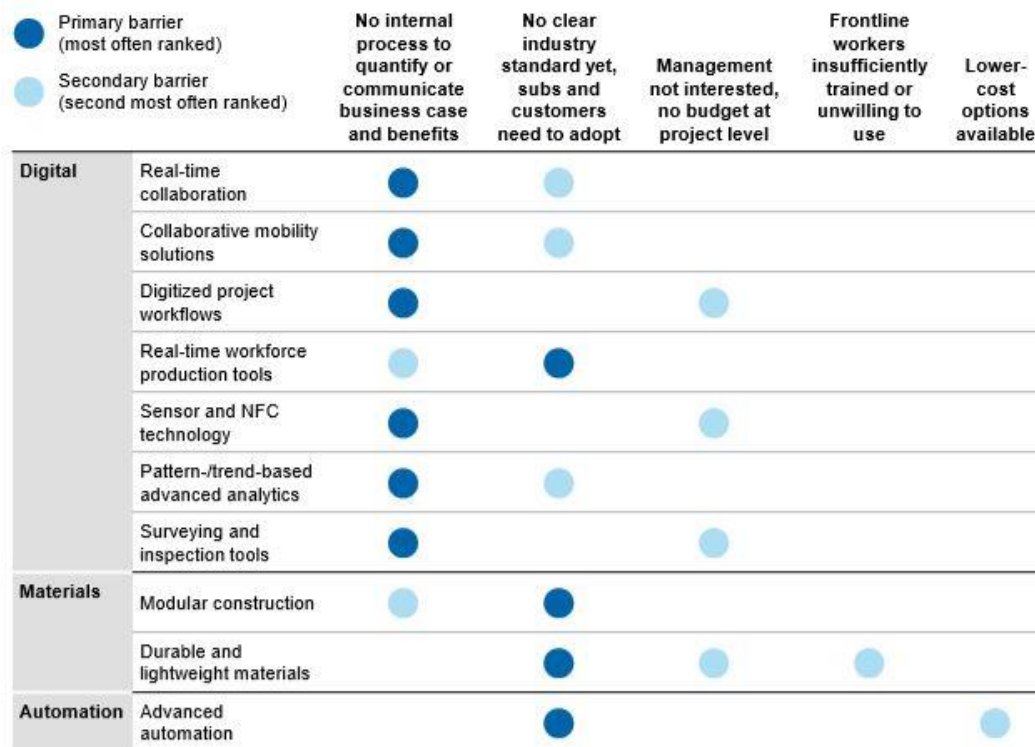 Primary barrier
(most often ranked)
Secondary barrier
(second most often ranked)
No internal
process to
quantify or
communicate
business case
and benefits
No clear
industry
standard yet,
subs and
customers
need to adopt
Management
not interested,
no budget at
project level
Frontline
workers
insufficiently
trained or
unwilling to
use
Lower-
cost
options
available
Digital
Real-time
collaboration
Collaborative mobility
solutions
Digitized project
workflows
Real-time workforce
production tools
Sensor and NFC
technology
Pattern-/trend-based
advanced analytics
Surveying and
inspection tools
Materials
Modular construction
Durable and
lightweight materials
Automation
Advanced
automation